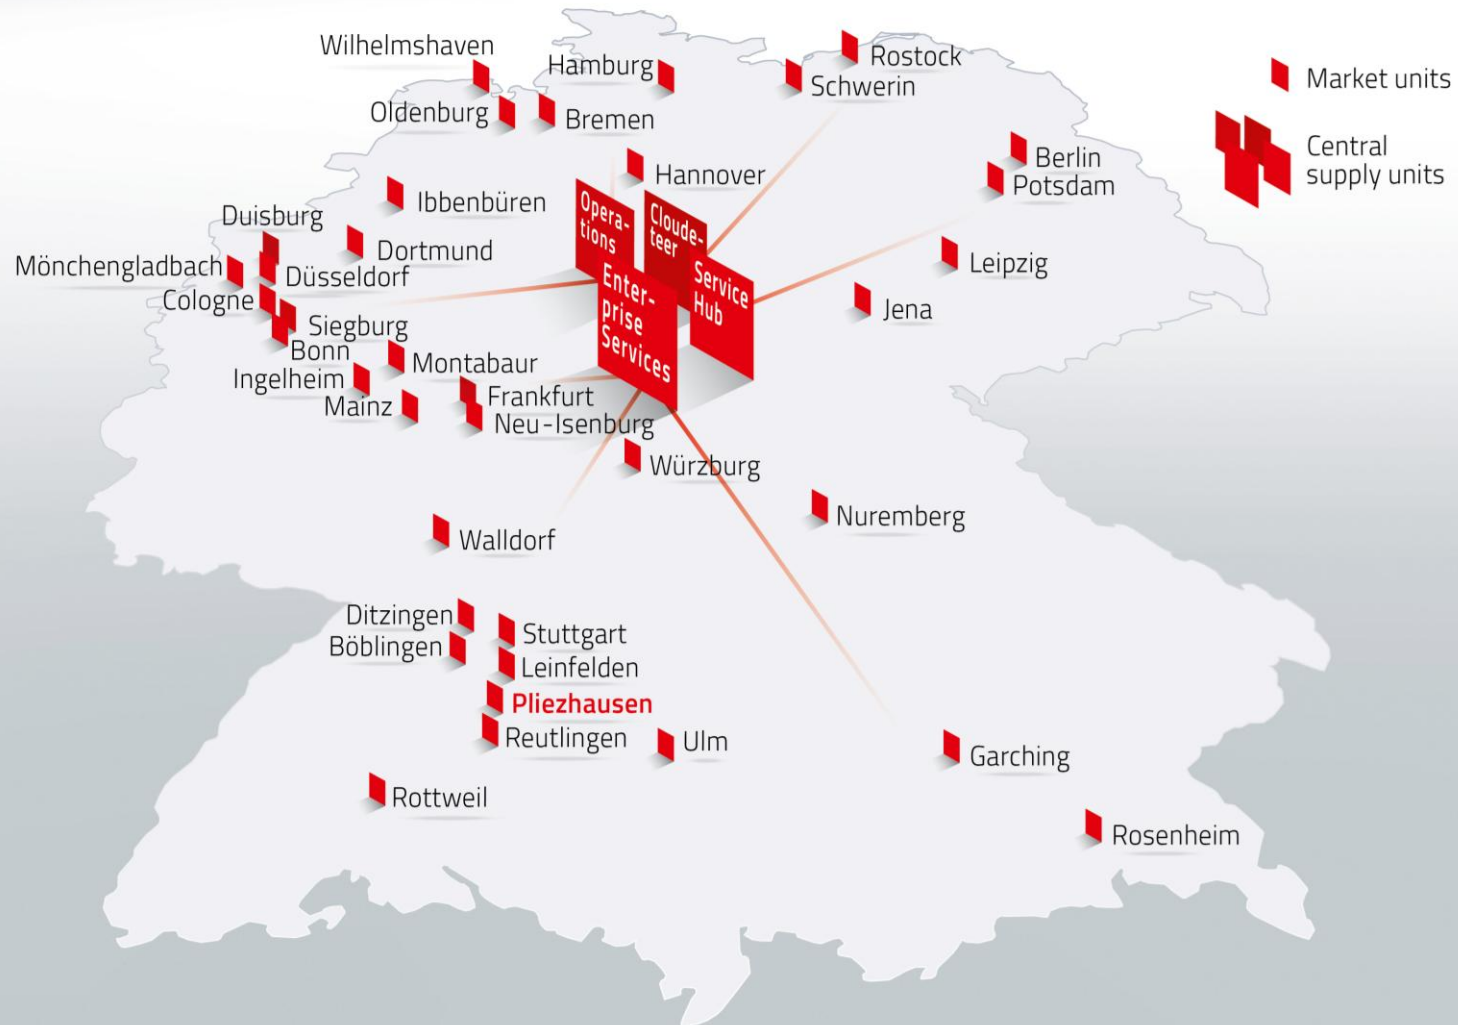 Wilhelmshaven
Hamburg
Rostock
Schwerin
Market units
Oldenburg
Bremen
Central
supply units
Berlin
Hannover
Potsdam
Ibbenbüren
Opera-
tions
Cloude-
teer
Duisburg
Dortmund
Leipzig
Mönchengladbach
Düsseldorf
Service
Hub
Enter-
prise
Services
Cologne
Jena
Siegburg
Bonn
Montabaur
Ingelheim
Frankfurt
Mainz
Neu-Isenburg
Würzburg
Nuremberg
Walldorf
Ditzingen
Stuttgart
Böblingen
Leinfelden
Pliezhausen
Reutlingen
Ulm
Garching
Rottweil
Rosenheim